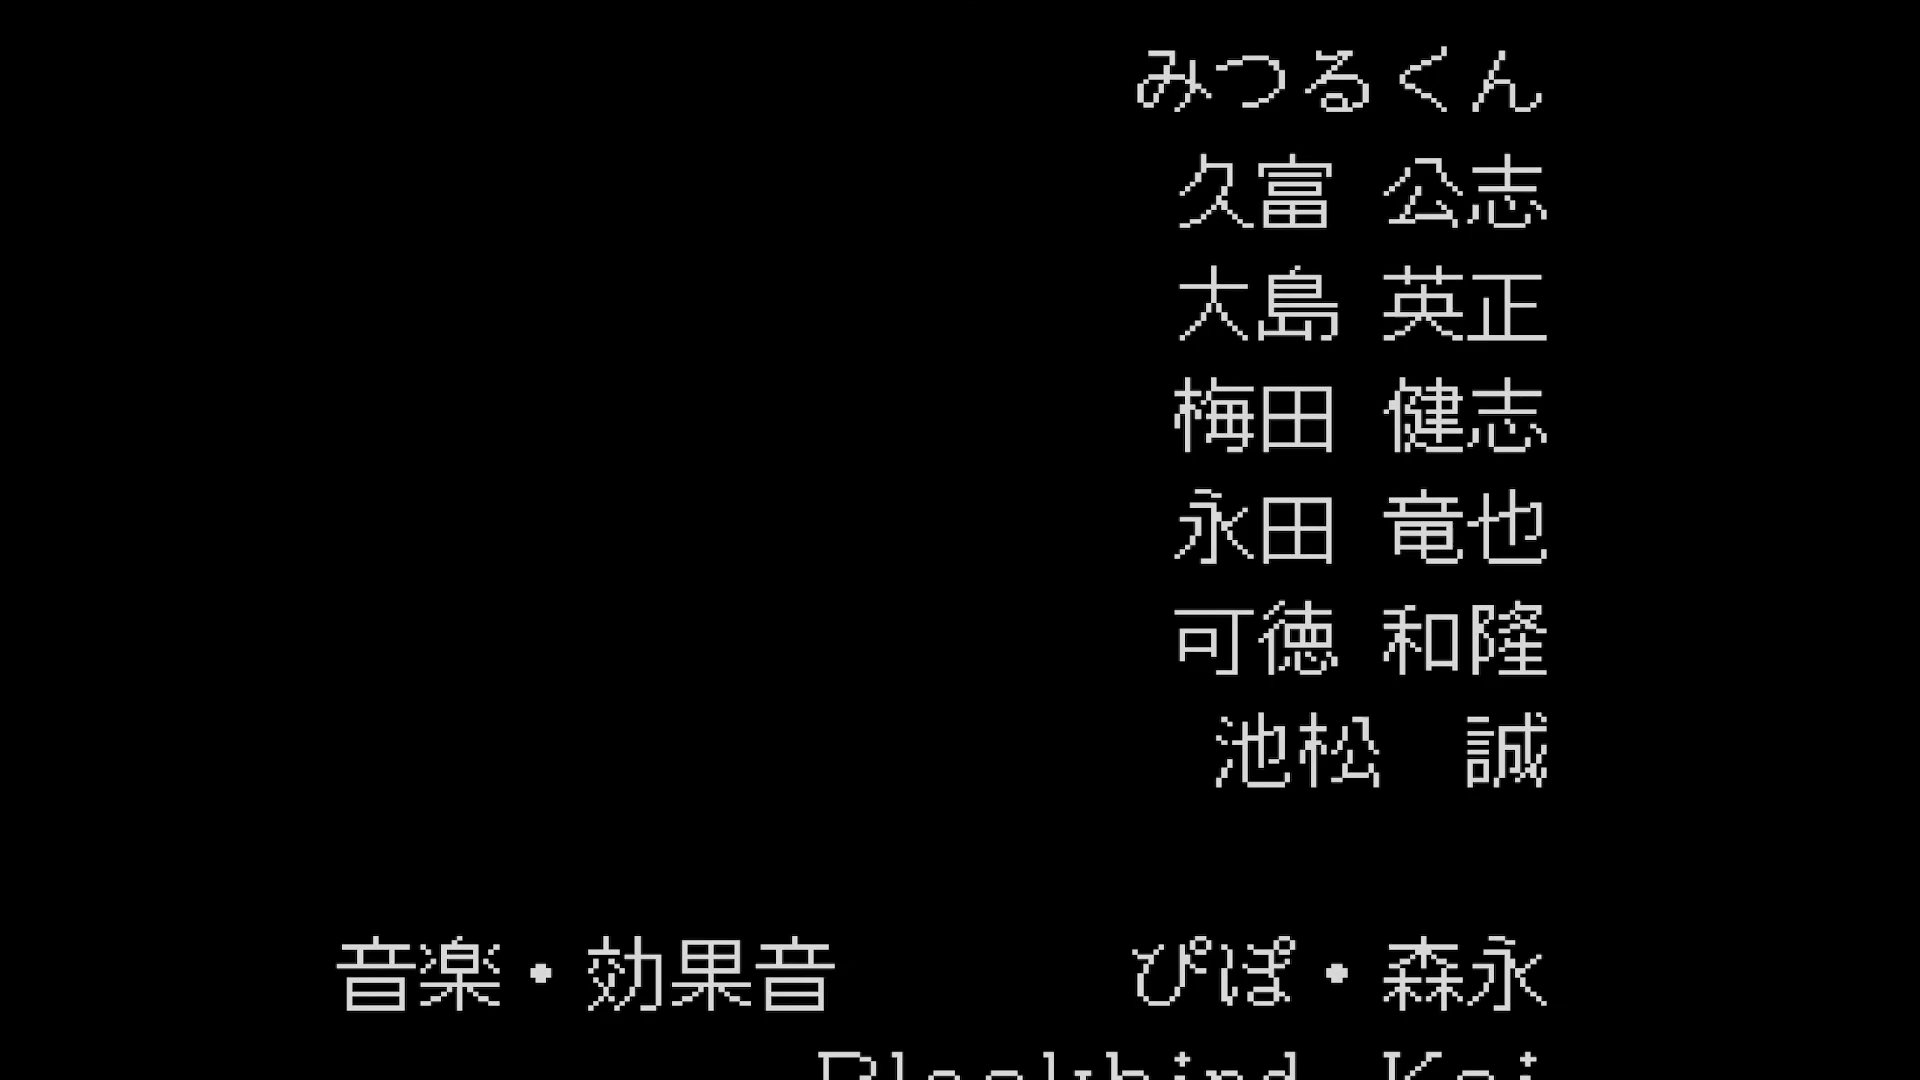 みつるくん
久富 公志
大島 英正
梅田 健志
永田 竜也
可徳 和隆
池松　誠
音楽・効果音 ぴぽ・森永